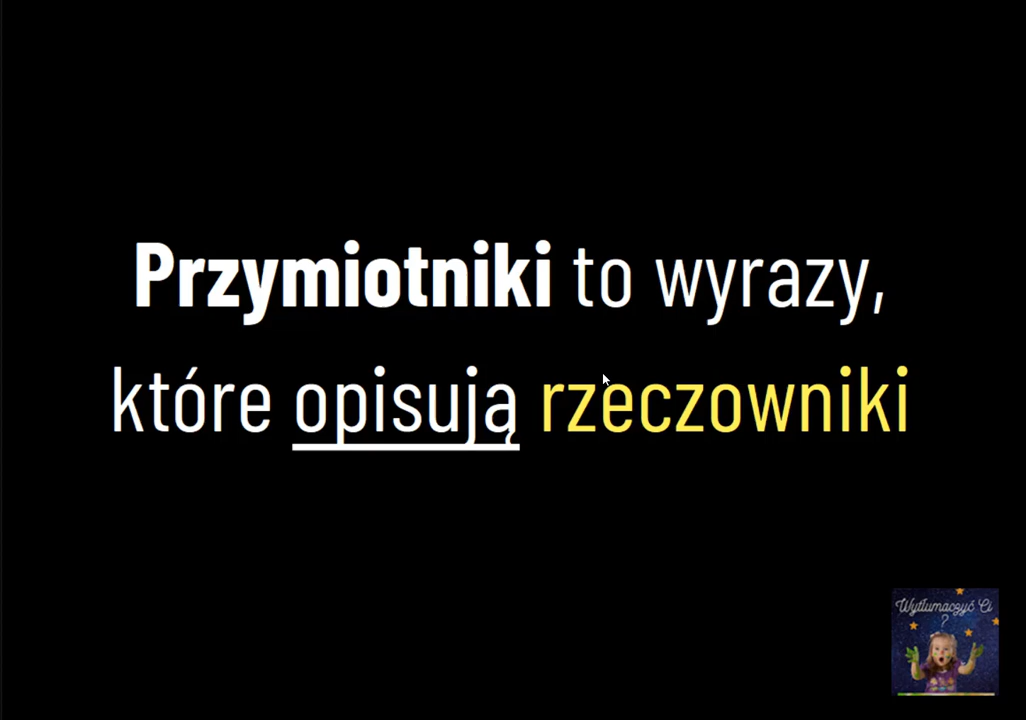 Przymiotniki to wyrazy,
które opisują rzeczowniki
Wytłumaczyć Ci
?